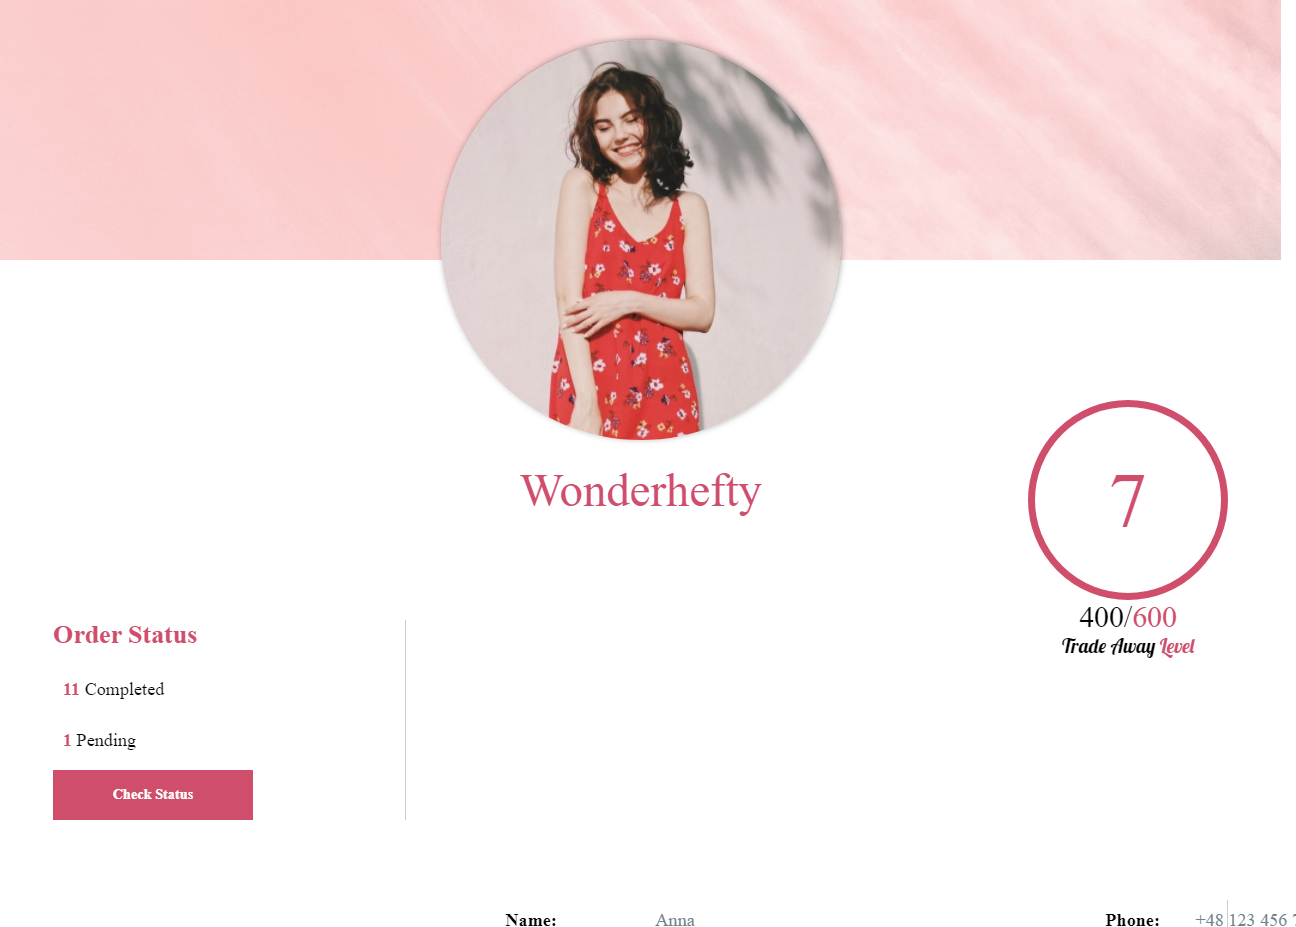 Wonderhefty
7
400/600
Trade Away Level
Order Status
11 Completed
1 Pending
Check Status
Name: Anna
Phone: +48 123 456